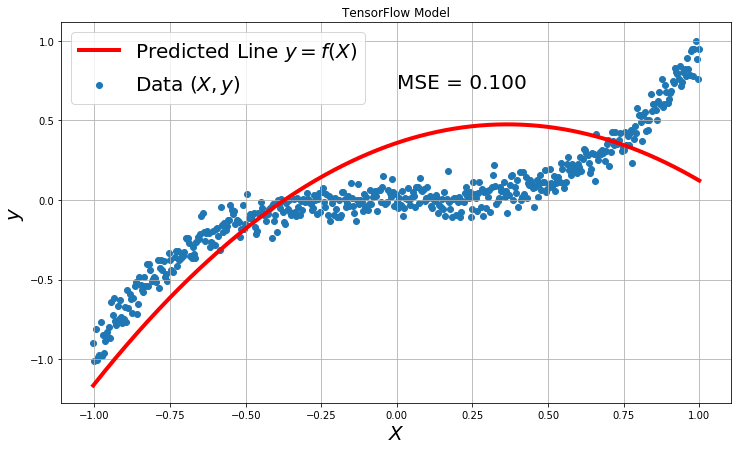 TensorFlow Model
Predicted Line y = f(X)
Data (X, y)
MSE = 0.100
y
1.0
0.5
0.0
−0.5
−1.0
−1.00 −0.75 −0.50 −0.25 0.00 0.25 0.50 0.75 1.00
X